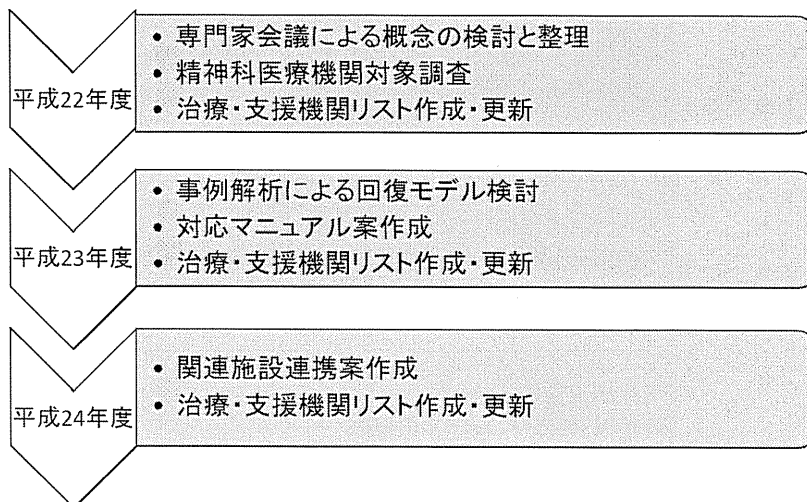 平成22年度
• 専門家会議による概念の検討と整理
• 精神科医療機関対象調査
• 治療・支援機関リスト作成・更新
平成23年度
• 事例解析による回復モデル検討
• 対応マニュアル案作成
• 治療・支援機関リスト作成・更新
平成24年度
• 関連施設連携案作成
• 治療・支援機関リスト作成・更新